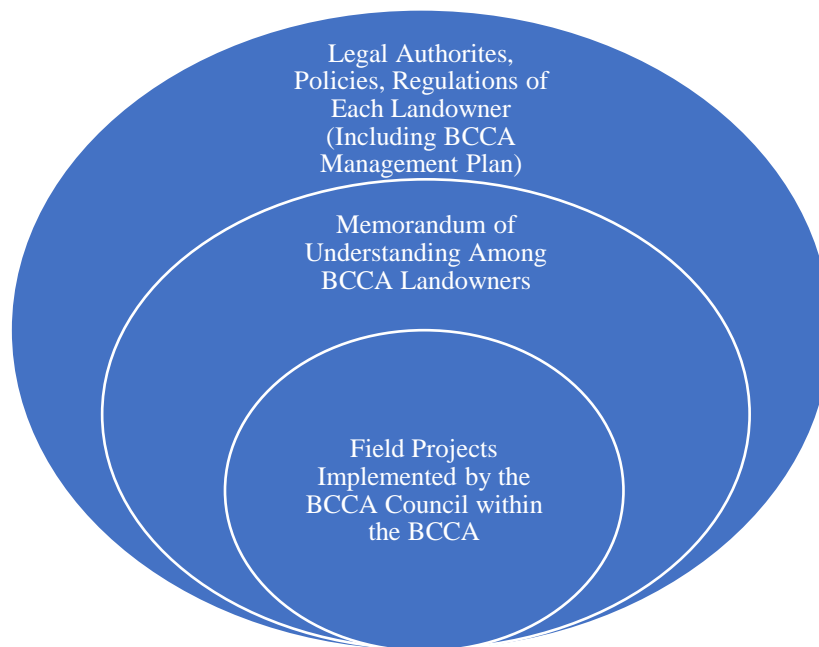 Legal Authorites,
Policies, Regulations of
Each Landowner
(Including BCCA
Management Plan)
Memorandum of
Understanding Among
BCCA Landowners
Field Projects
Implemented by the
BCCA Council within
the BCCA